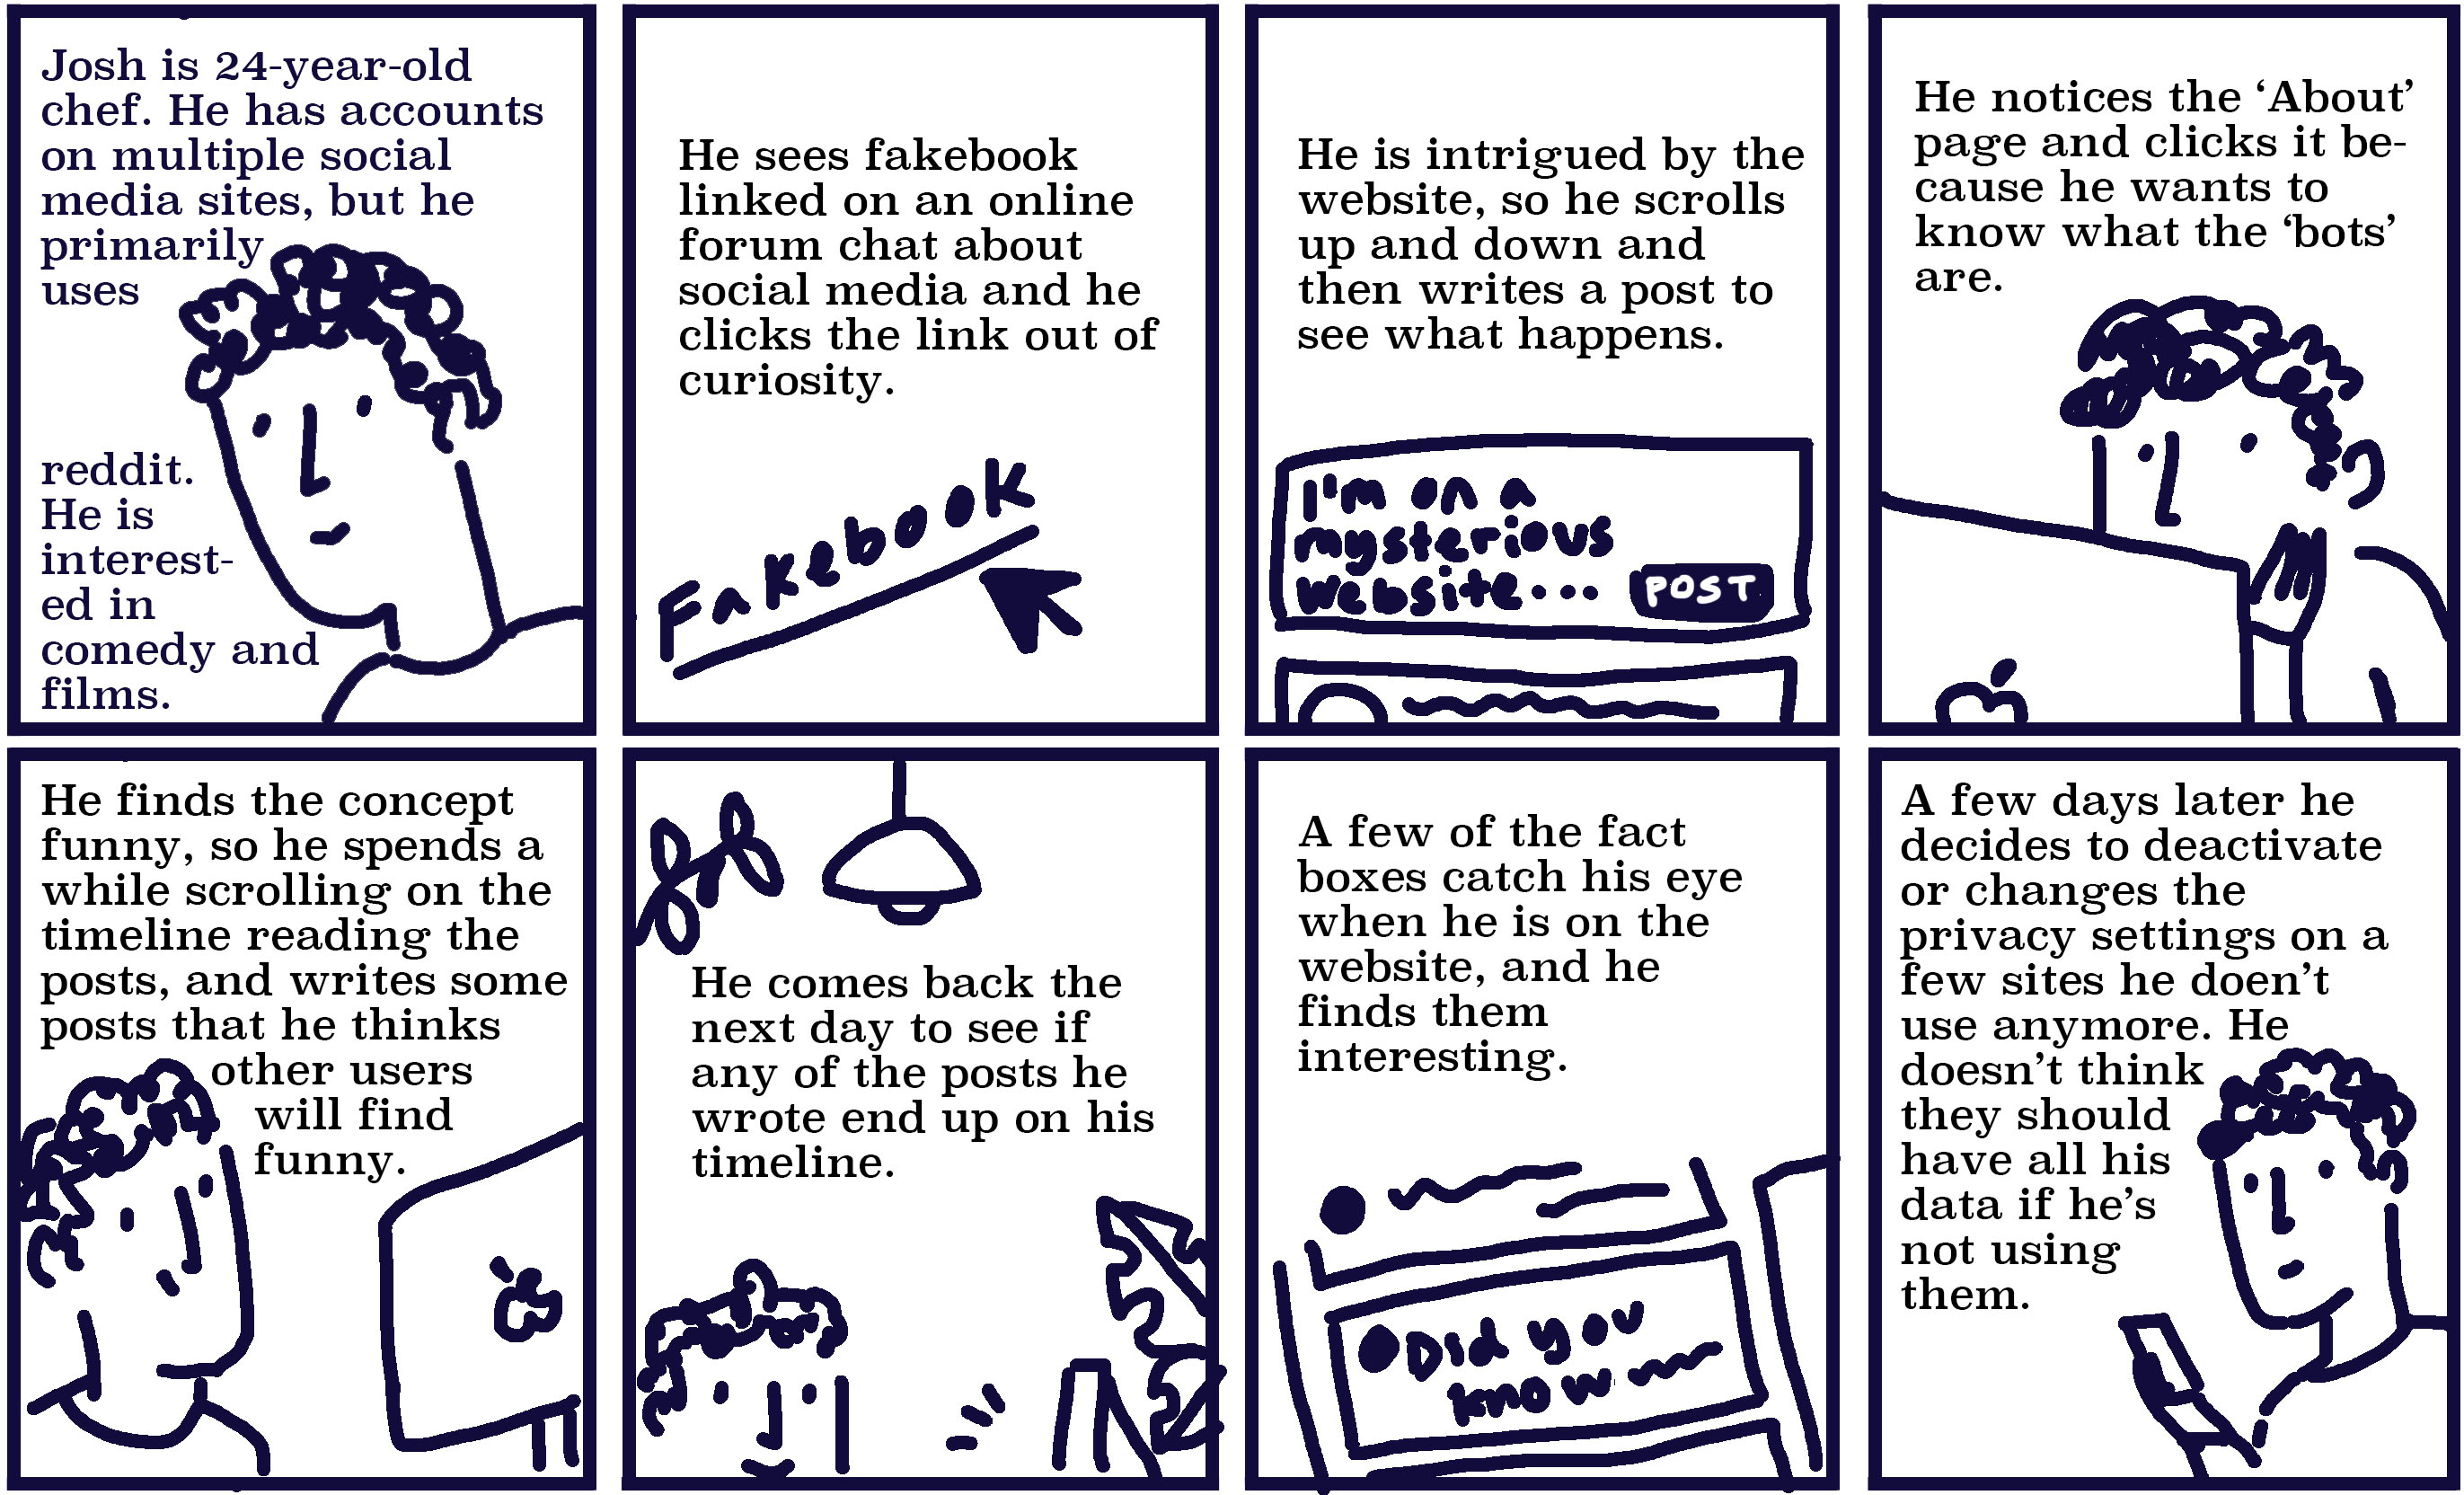 Josh is 24-year-old
chef. He has accounts
on multiple social
media sites, but he
primarily
uses
reddit.
He is
interest-
ed in
comedy and
films.
He sees fakebook
linked on an online
forum chat about
social media and he
clicks the link out of
curiosity.
Fakebook
He is intrigued by the
website, so he scrolls
up and down and
then writes a post to
see what happens.
I'm on a
mysterious
website...
POST
He notices the ‘About’
page and clicks it be-
cause he wants to
know what the ‘bots’
are.
He finds the concept
funny, so he spends a
while scrolling on the
timeline reading the
posts, and writes some
posts that he thinks
other users
will find
funny.
He comes back the
next day to see if
any of the posts he
wrote end up on his
timeline.
A few of the fact
boxes catch his eye
when he is on the
website, and he
finds them
interesting.
Did you
know
A few days later he
decides to deactivate
or changes the
privacy settings on a
few sites he doen’t
use anymore. He
doesn’t think
they should
have all his
data if he’s
not using
them.